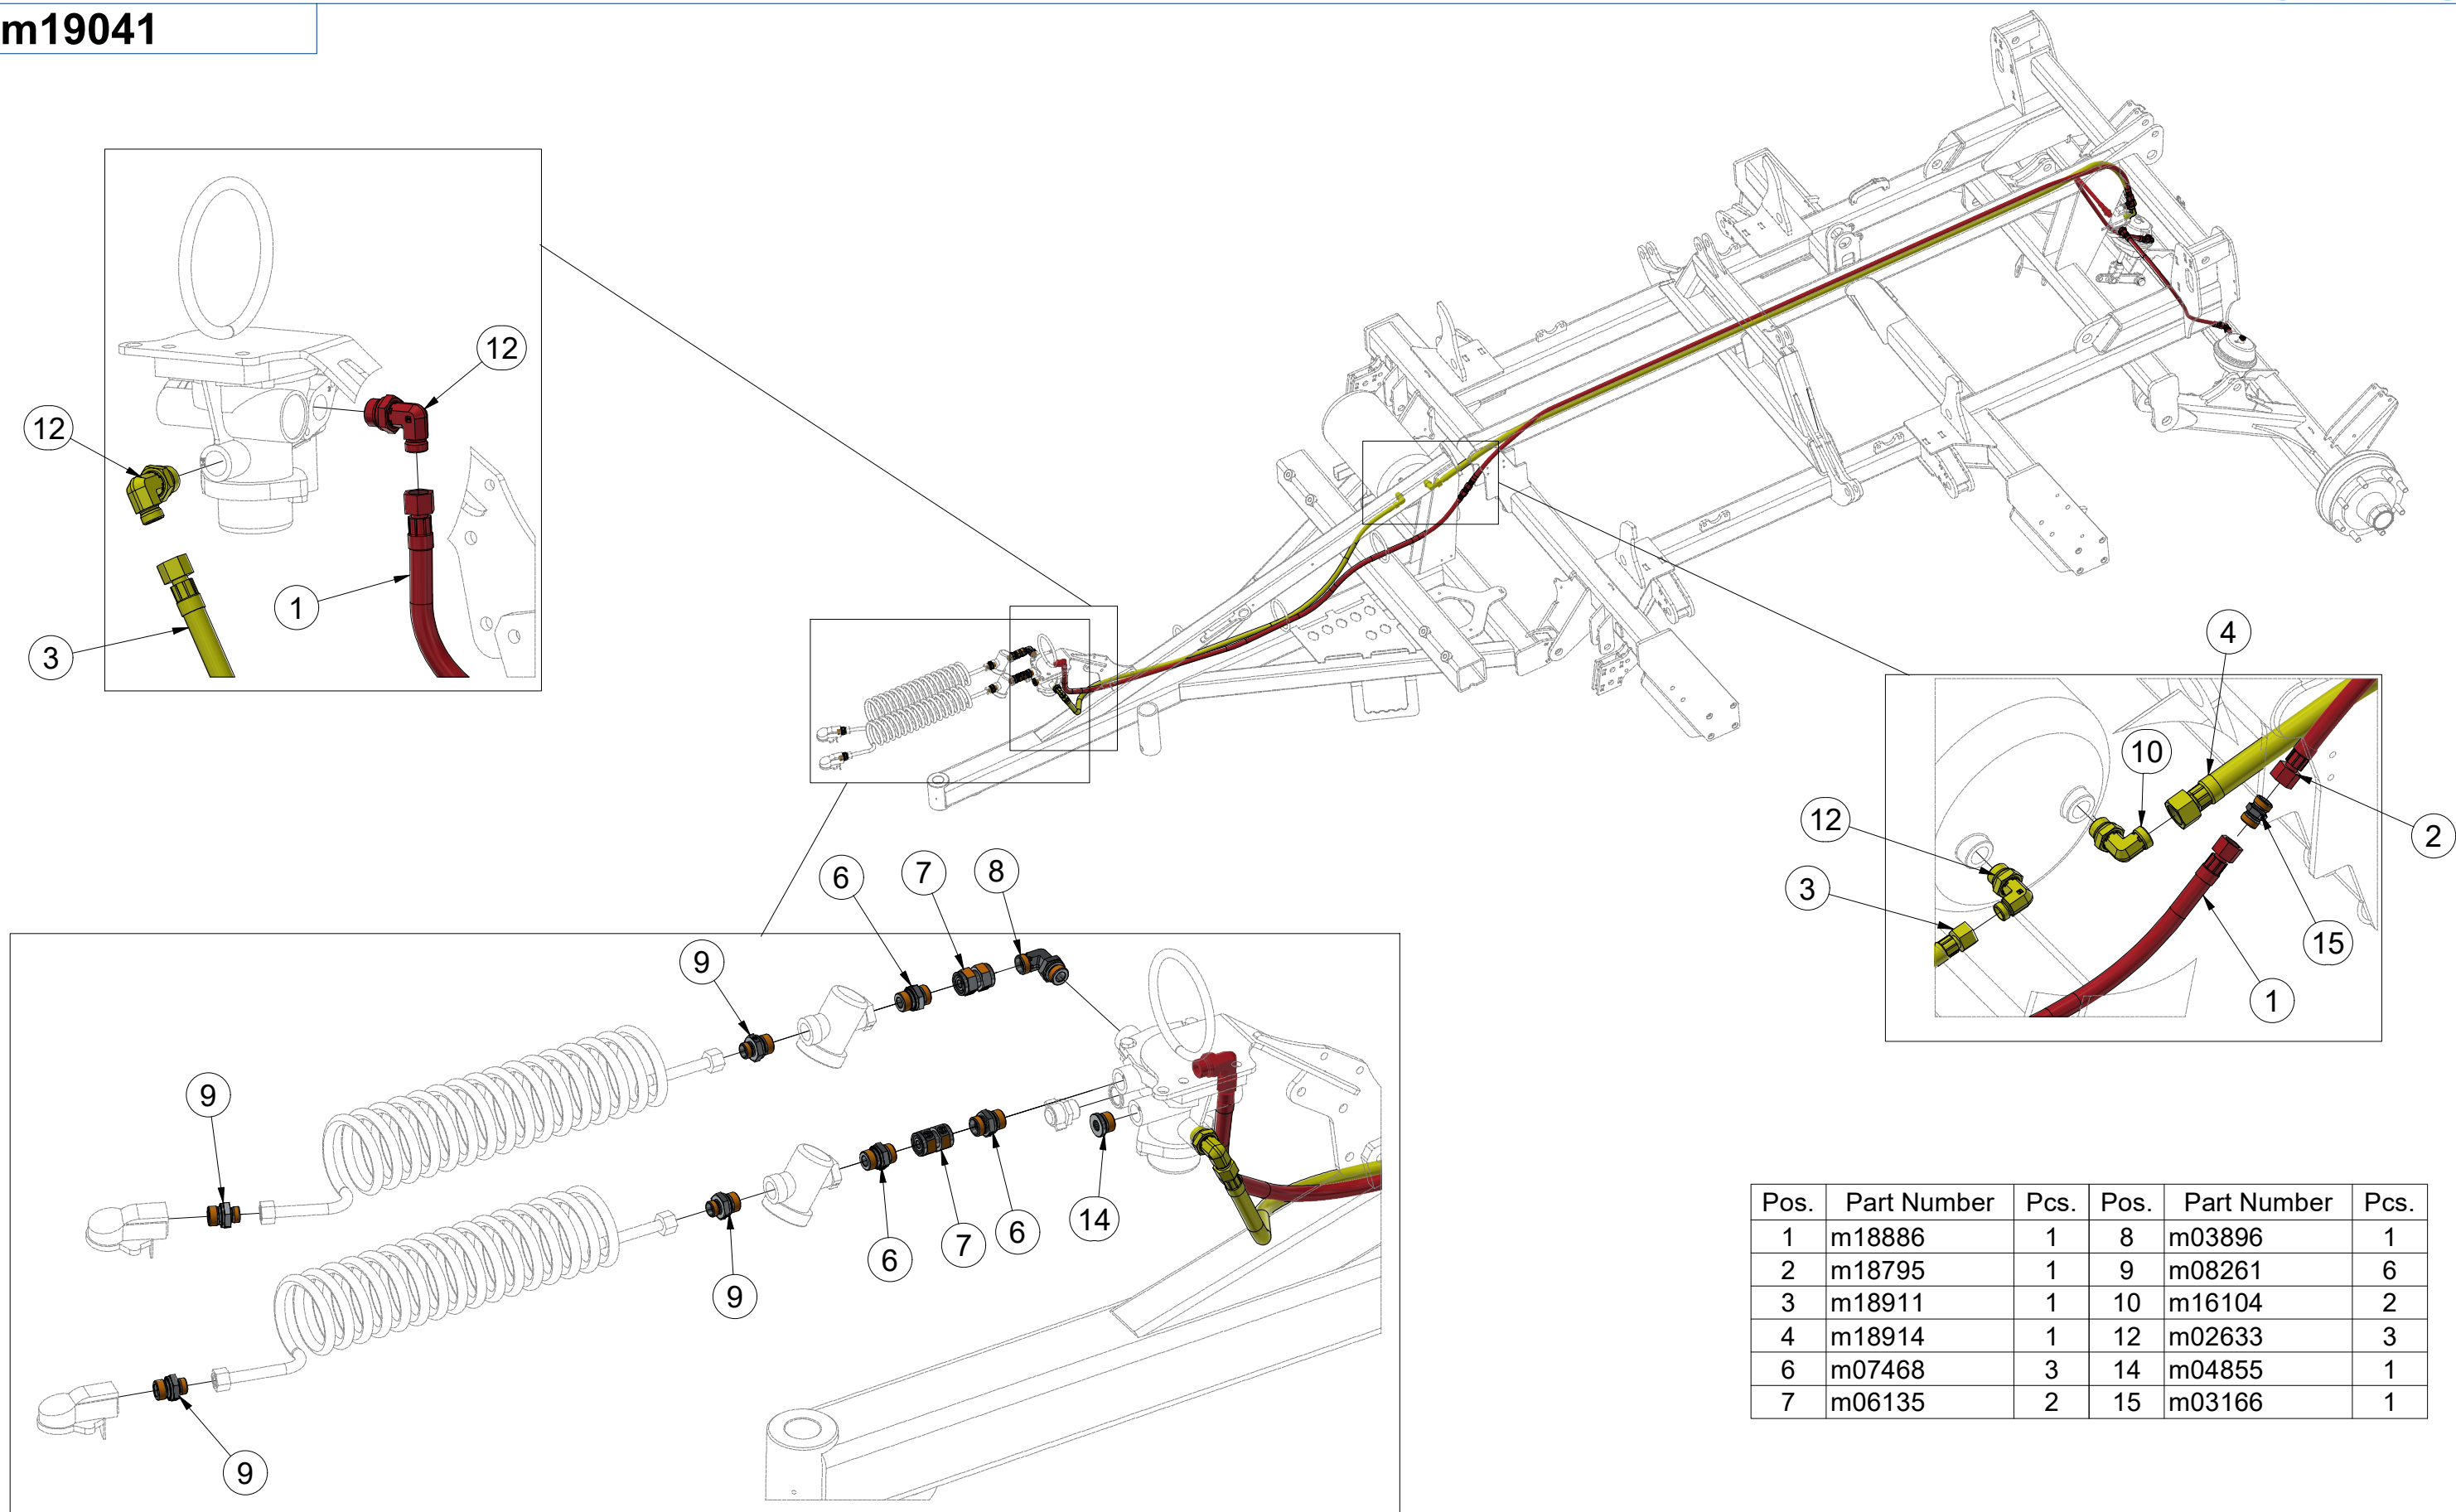 m19041
12
12
1
3
4
10
12
2
3
15
1
6
7
8
9
9
14
6
7
6
9
9
Pos. Part Number Pcs. Pos. Part Number Pcs.
1 m18886 1 8 m03896 1
2 m18795 1 9 m08261 6
3 m18911 1 10 m16104 2
4 m18914 1 12 m02633 3
6 m07468 3 14 m04855 1
7 m06135 2 15 m03166 1